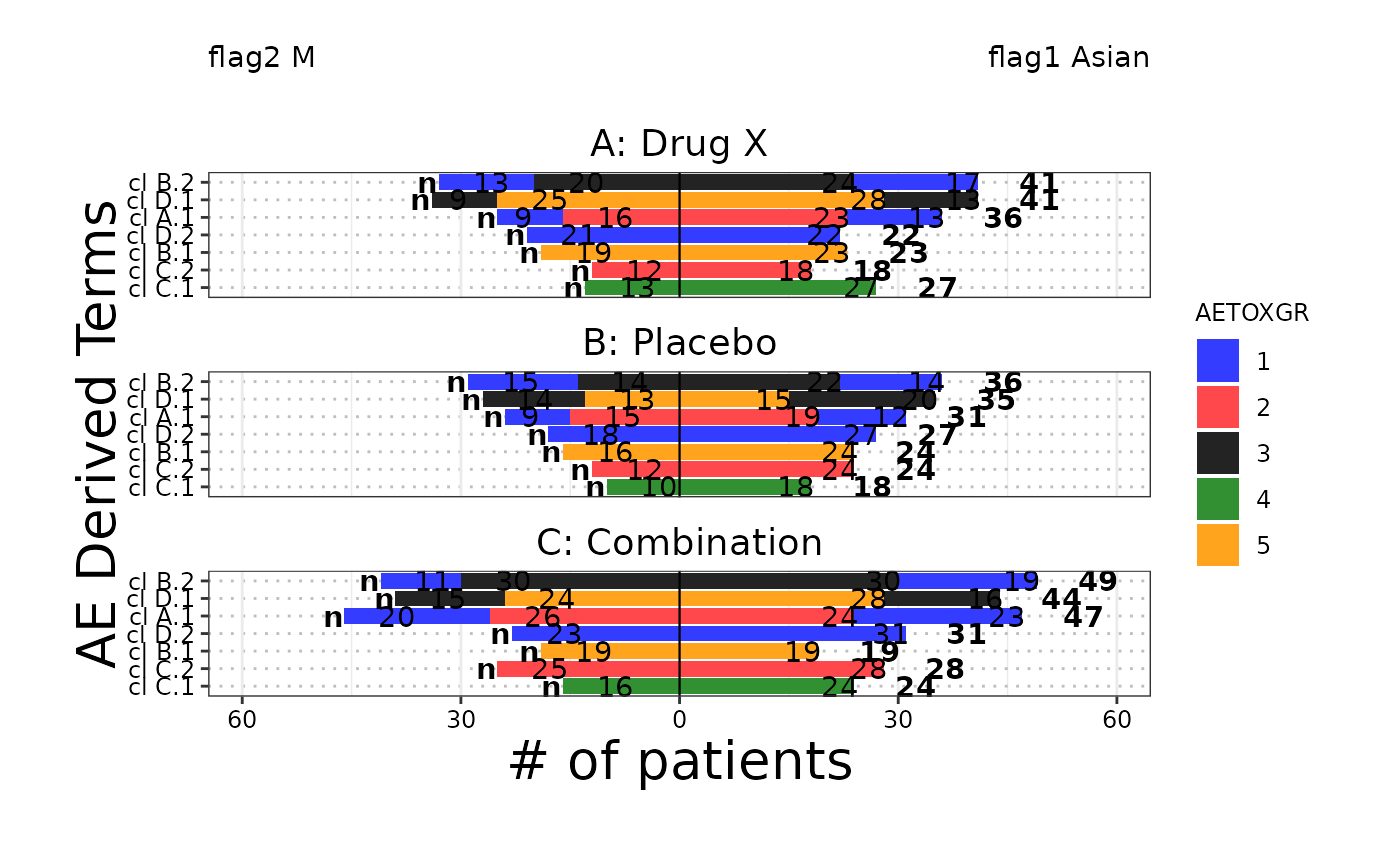 flag2 M flag1 Asian
A: Drug X
cl B.2 n 13 20 24 17 41
cl D.1 n 9 25 28 13 41
cl A.1 n 9 16 23 13 36
cl D.2 n 21 22 22
cl B.1 n 19 23 23
cl C.2 n 12 18 18
cl C.1 n 13 27 27
B: Placebo
cl B.2 n 15 14 22 14 36
cl D.1 n 14 13 15 20 35
cl A.1 n 9 15 19 12 31
cl D.2 n 18 27 27
cl B.1 n 16 24 24
cl C.2 n 12 24 24
cl C.1 n 10 18 18
C: Combination
cl B.2 n 11 30 30 19 49
cl D.1 n 15 24 28 16 44
cl A.1 n 20 26 24 23 47
cl D.2 n 23 31 31
cl B.1 n 19 19 19
cl C.2 n 25 28 28
cl C.1 n 16 24 24
60 30 0 30 60
# of patients
AE Derived Terms
AETOXGR
1
2
3
4
5